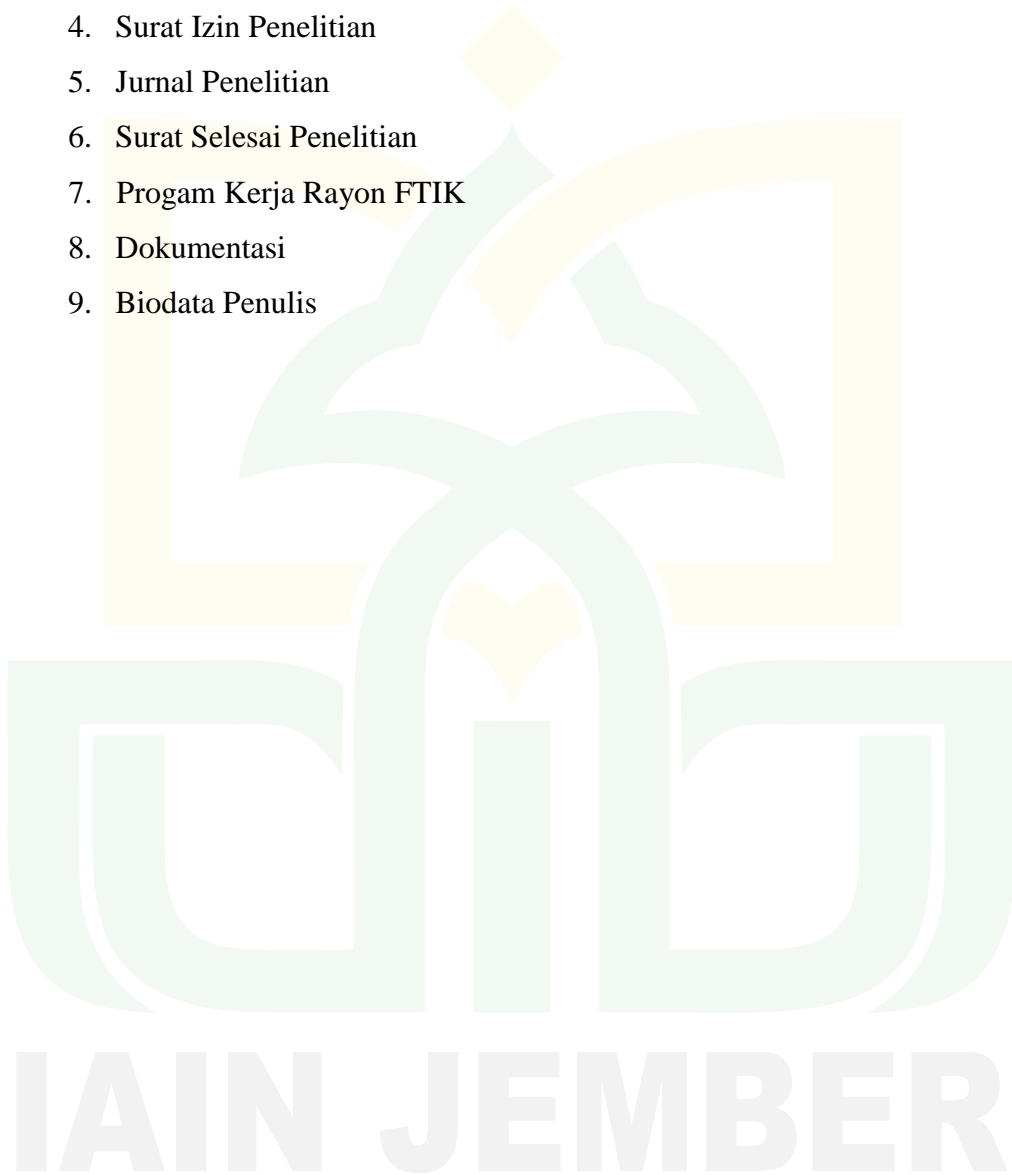 4. Surat Izin Penelitian
5. Jurnal Penelitian
6. Surat Selesai Penelitian
7. Progam Kerja Rayon FTIK
8. Dokumentasi
9. Biodata Penulis
IAIN JEMBER